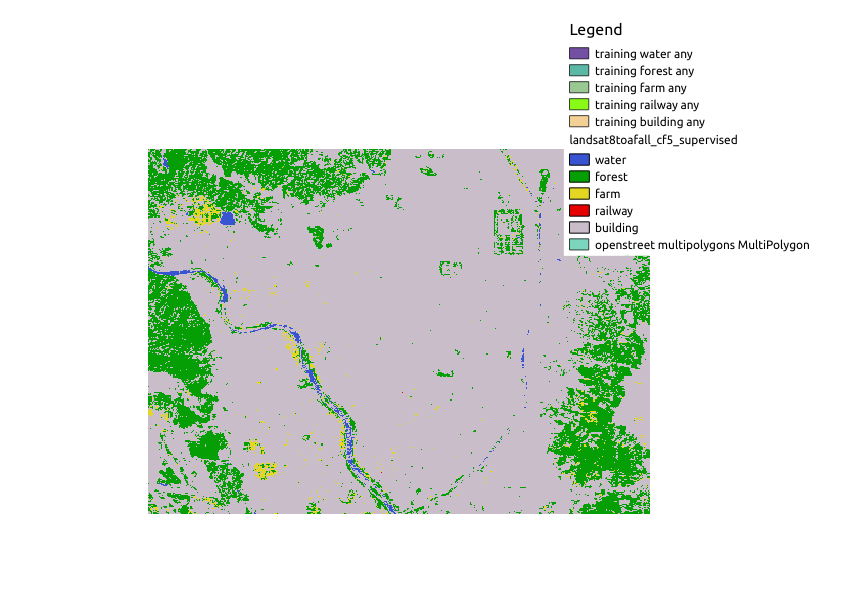 Legend
training water any
training forest any
training farm any
training railway any
training building any
landsat8toafall_cf5_supervised
water
forest
farm
railway
building
openstreet multipolygons MultiPolygon